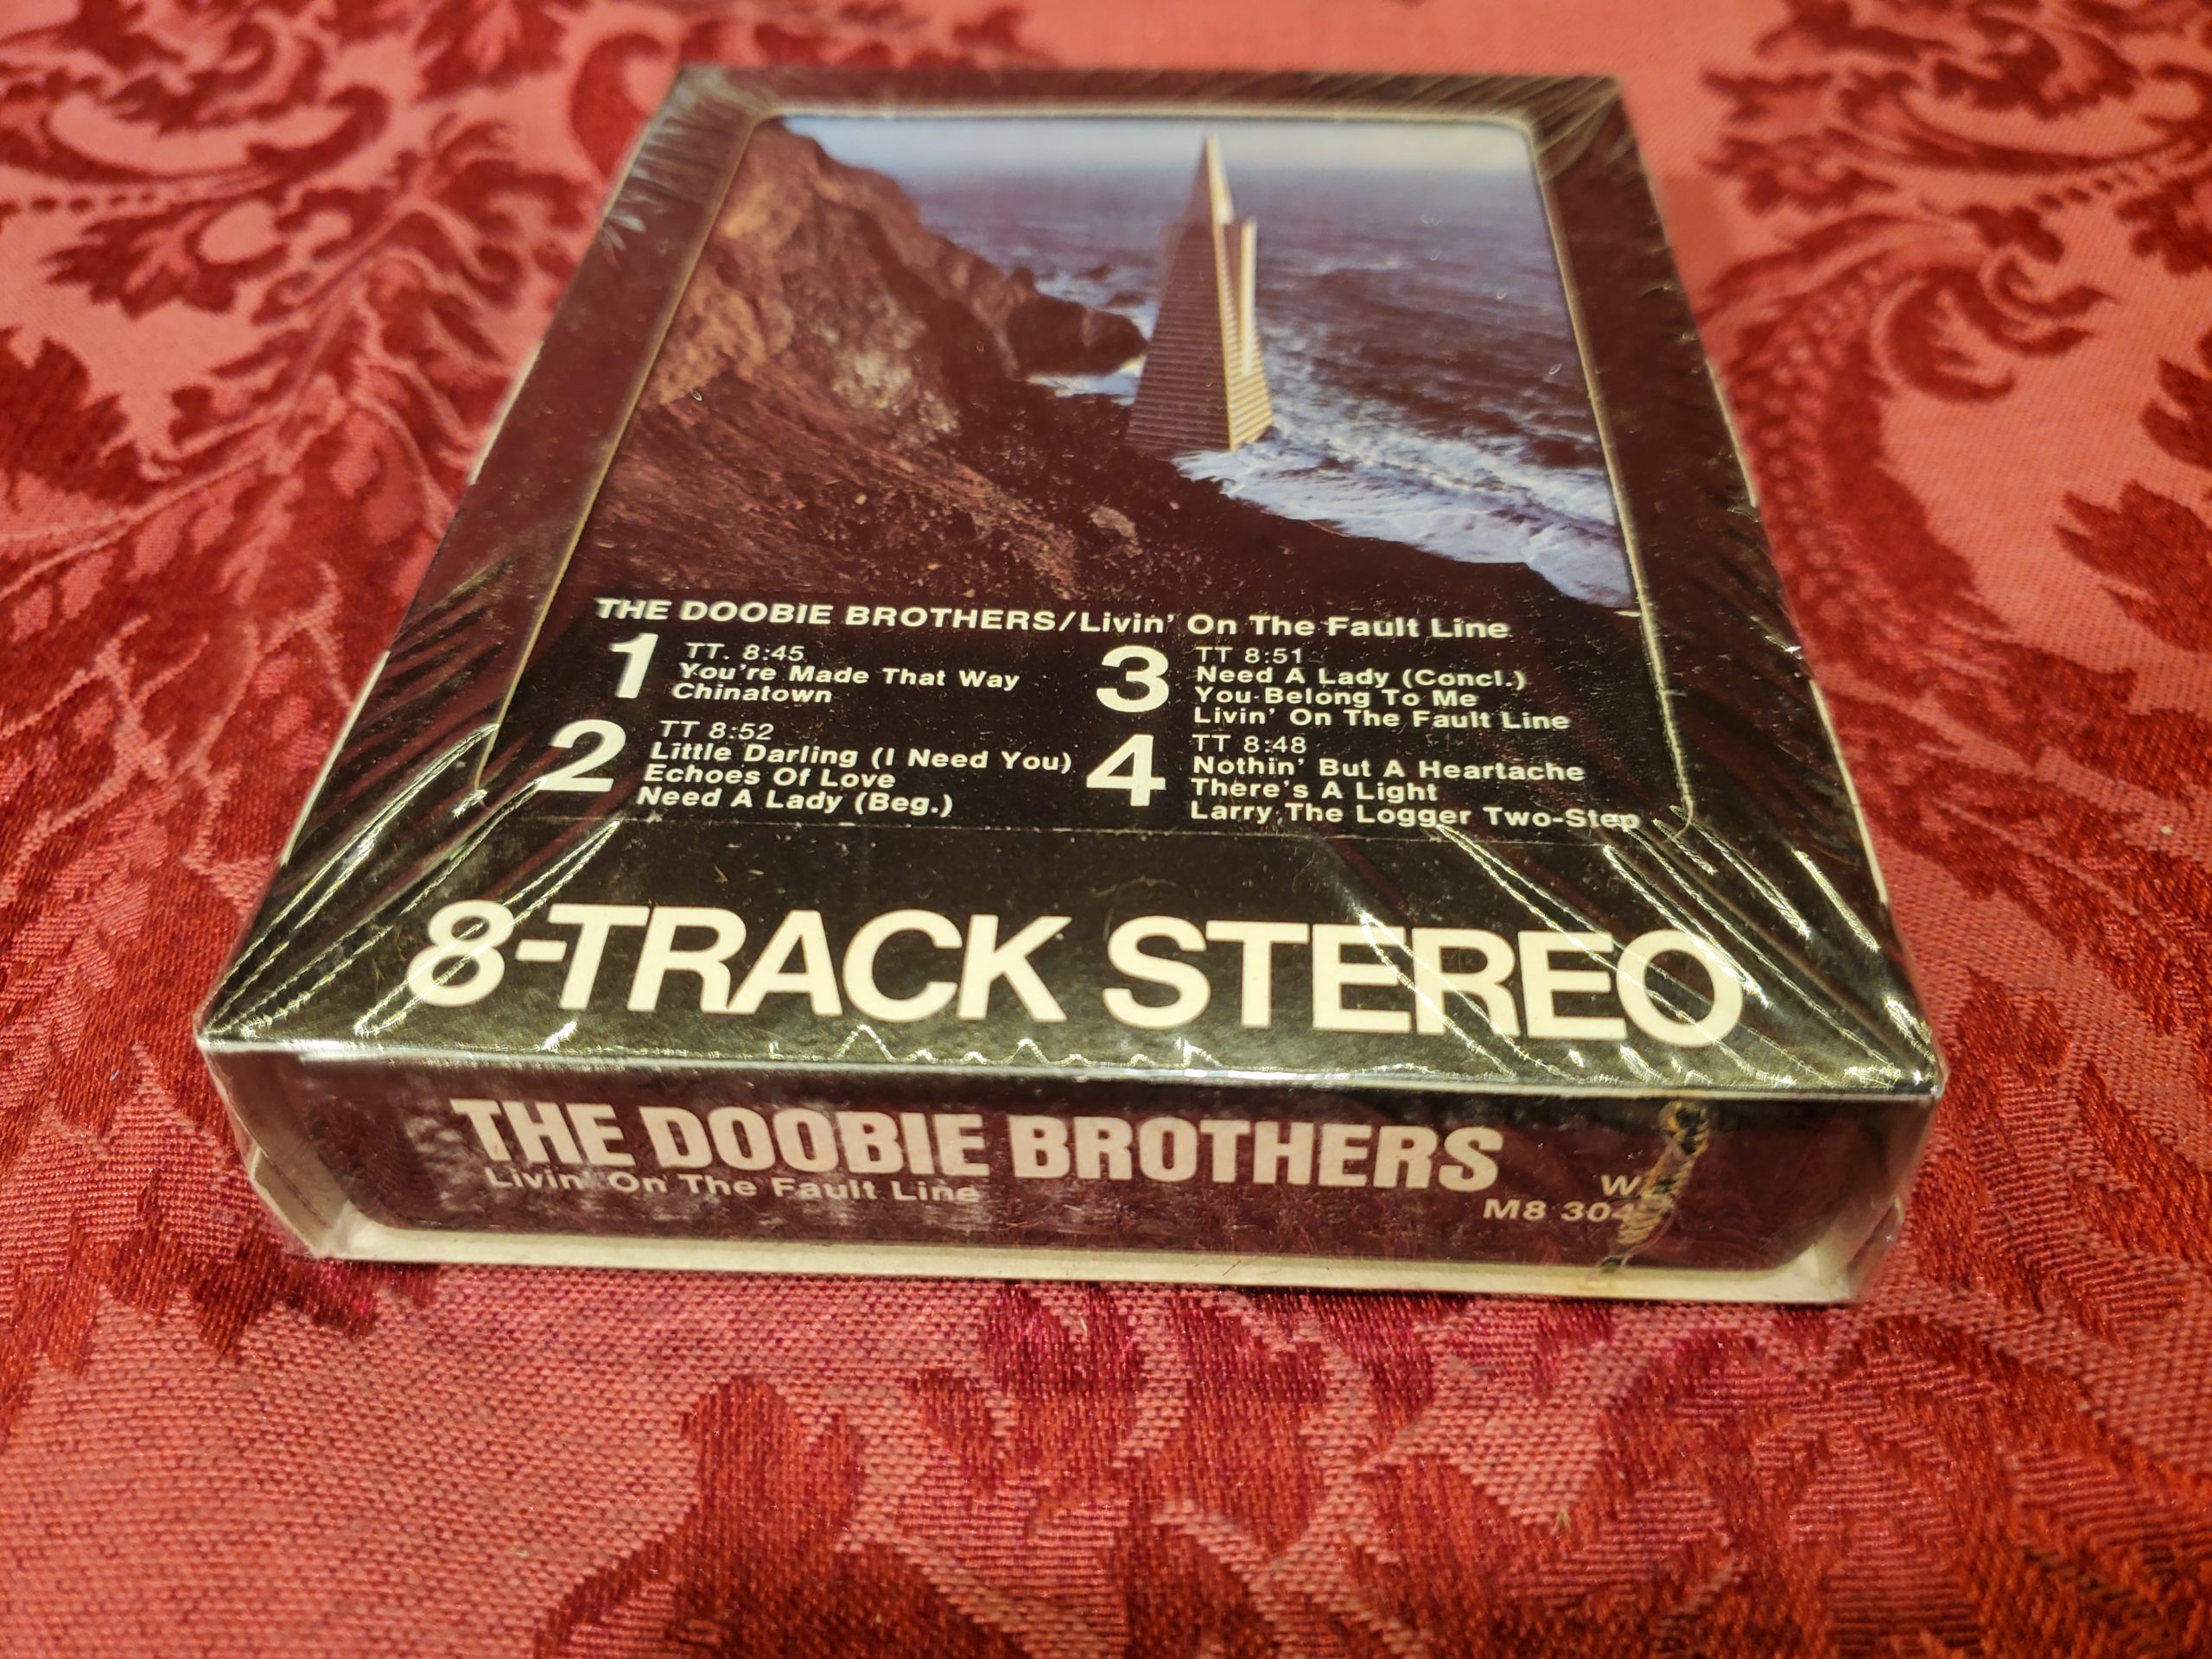 THE DOOBIE BROTHERS/Livin' On The Fault Line
1 TT. 8:45
You're Made That Way
Chinatown
2 TT 8:52
Little Darling (I Need You)
Echoes Of Love
Need A Lady (Beg.)
3 TT 8:51
Need A Lady (Concl.)
You Belong To Me
Livin' On The Fault Line
4 TT 8:48
Nothin' But A Heartache
There's A Light
Larry The Logger Two-Step
8-TRACK STEREO
THE DOOBIE BROTHERS
Livin' On The Fault Line
M8